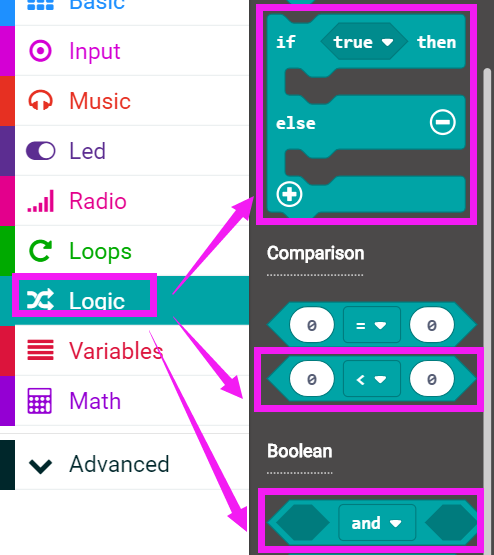 Basic
Input
Music
Led
Radio
Loops
Logic
Variables
Math
Advanced
if true then
else
Comparison
0 = 0
0 < 0
Boolean
and